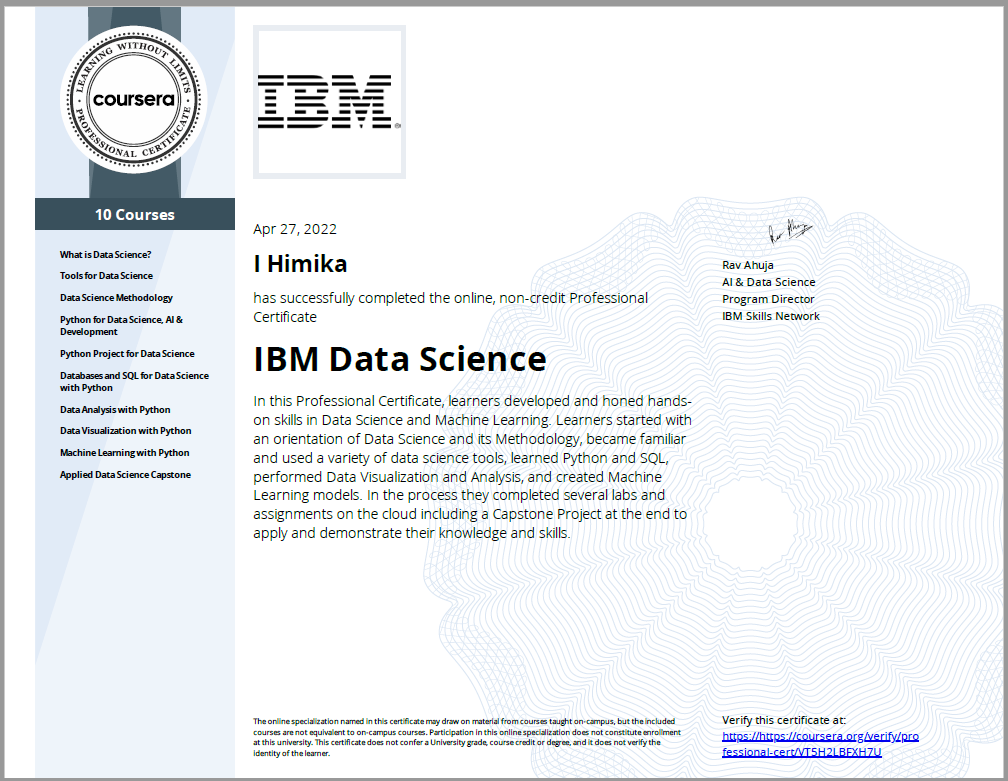 LEARNING WITHOUT LIMITS
coursera
PROFESSIONAL CERTIFICATE
IBM®
10 Courses
What is Data Science?
Tools for Data Science
Data Science Methodology
Python for Data Science, AI &
Development
Python Project for Data Science
Databases and SQL for Data Science
with Python
Data Analysis with Python
Data Visualization with Python
Machine Learning with Python
Applied Data Science Capstone
Apr 27, 2022
I Himika
has successfully completed the online, non-credit Professional
Certificate
IBM Data Science
In this Professional Certificate, learners developed and honed hands-
on skills in Data Science and Machine Learning. Learners started with
an orientation of Data Science and its Methodology, became familiar
and used a variety of data science tools, learned Python and SQL,
performed Data Visualization and Analysis, and created Machine
Learning models. In the process they completed several labs and
assignments on the cloud including a Capstone Project at the end to
apply and demonstrate their knowledge and skills.
Rav Ahuja
Rav Ahuja
AI & Data Science
Program Director
IBM Skills Network
The online specialization named in this certificate may draw on material from courses taught on-campus, but the included
courses are not equivalent to on-campus courses. Participation in this online specialization does not constitute enrollment
at this university. This certificate does not confer a University grade, course credit or degree, and it does not verify the
identity of the learner.
Verify this certificate at:
https://https://coursera.org/verify/pro
fessional-cert/VT5H2LBFXH7U